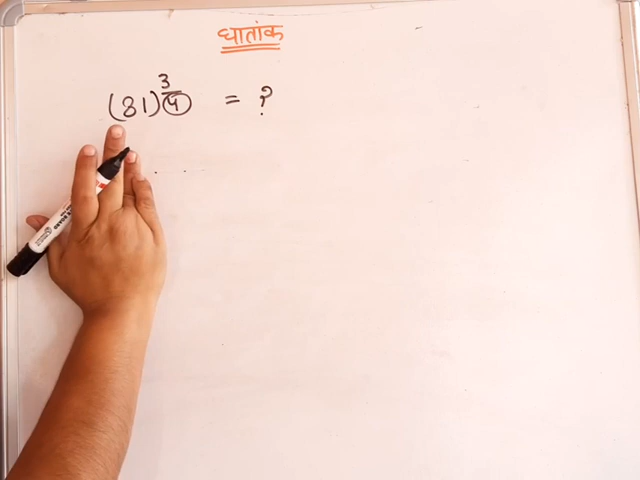 घातांक
(81)^(3/4) = ?